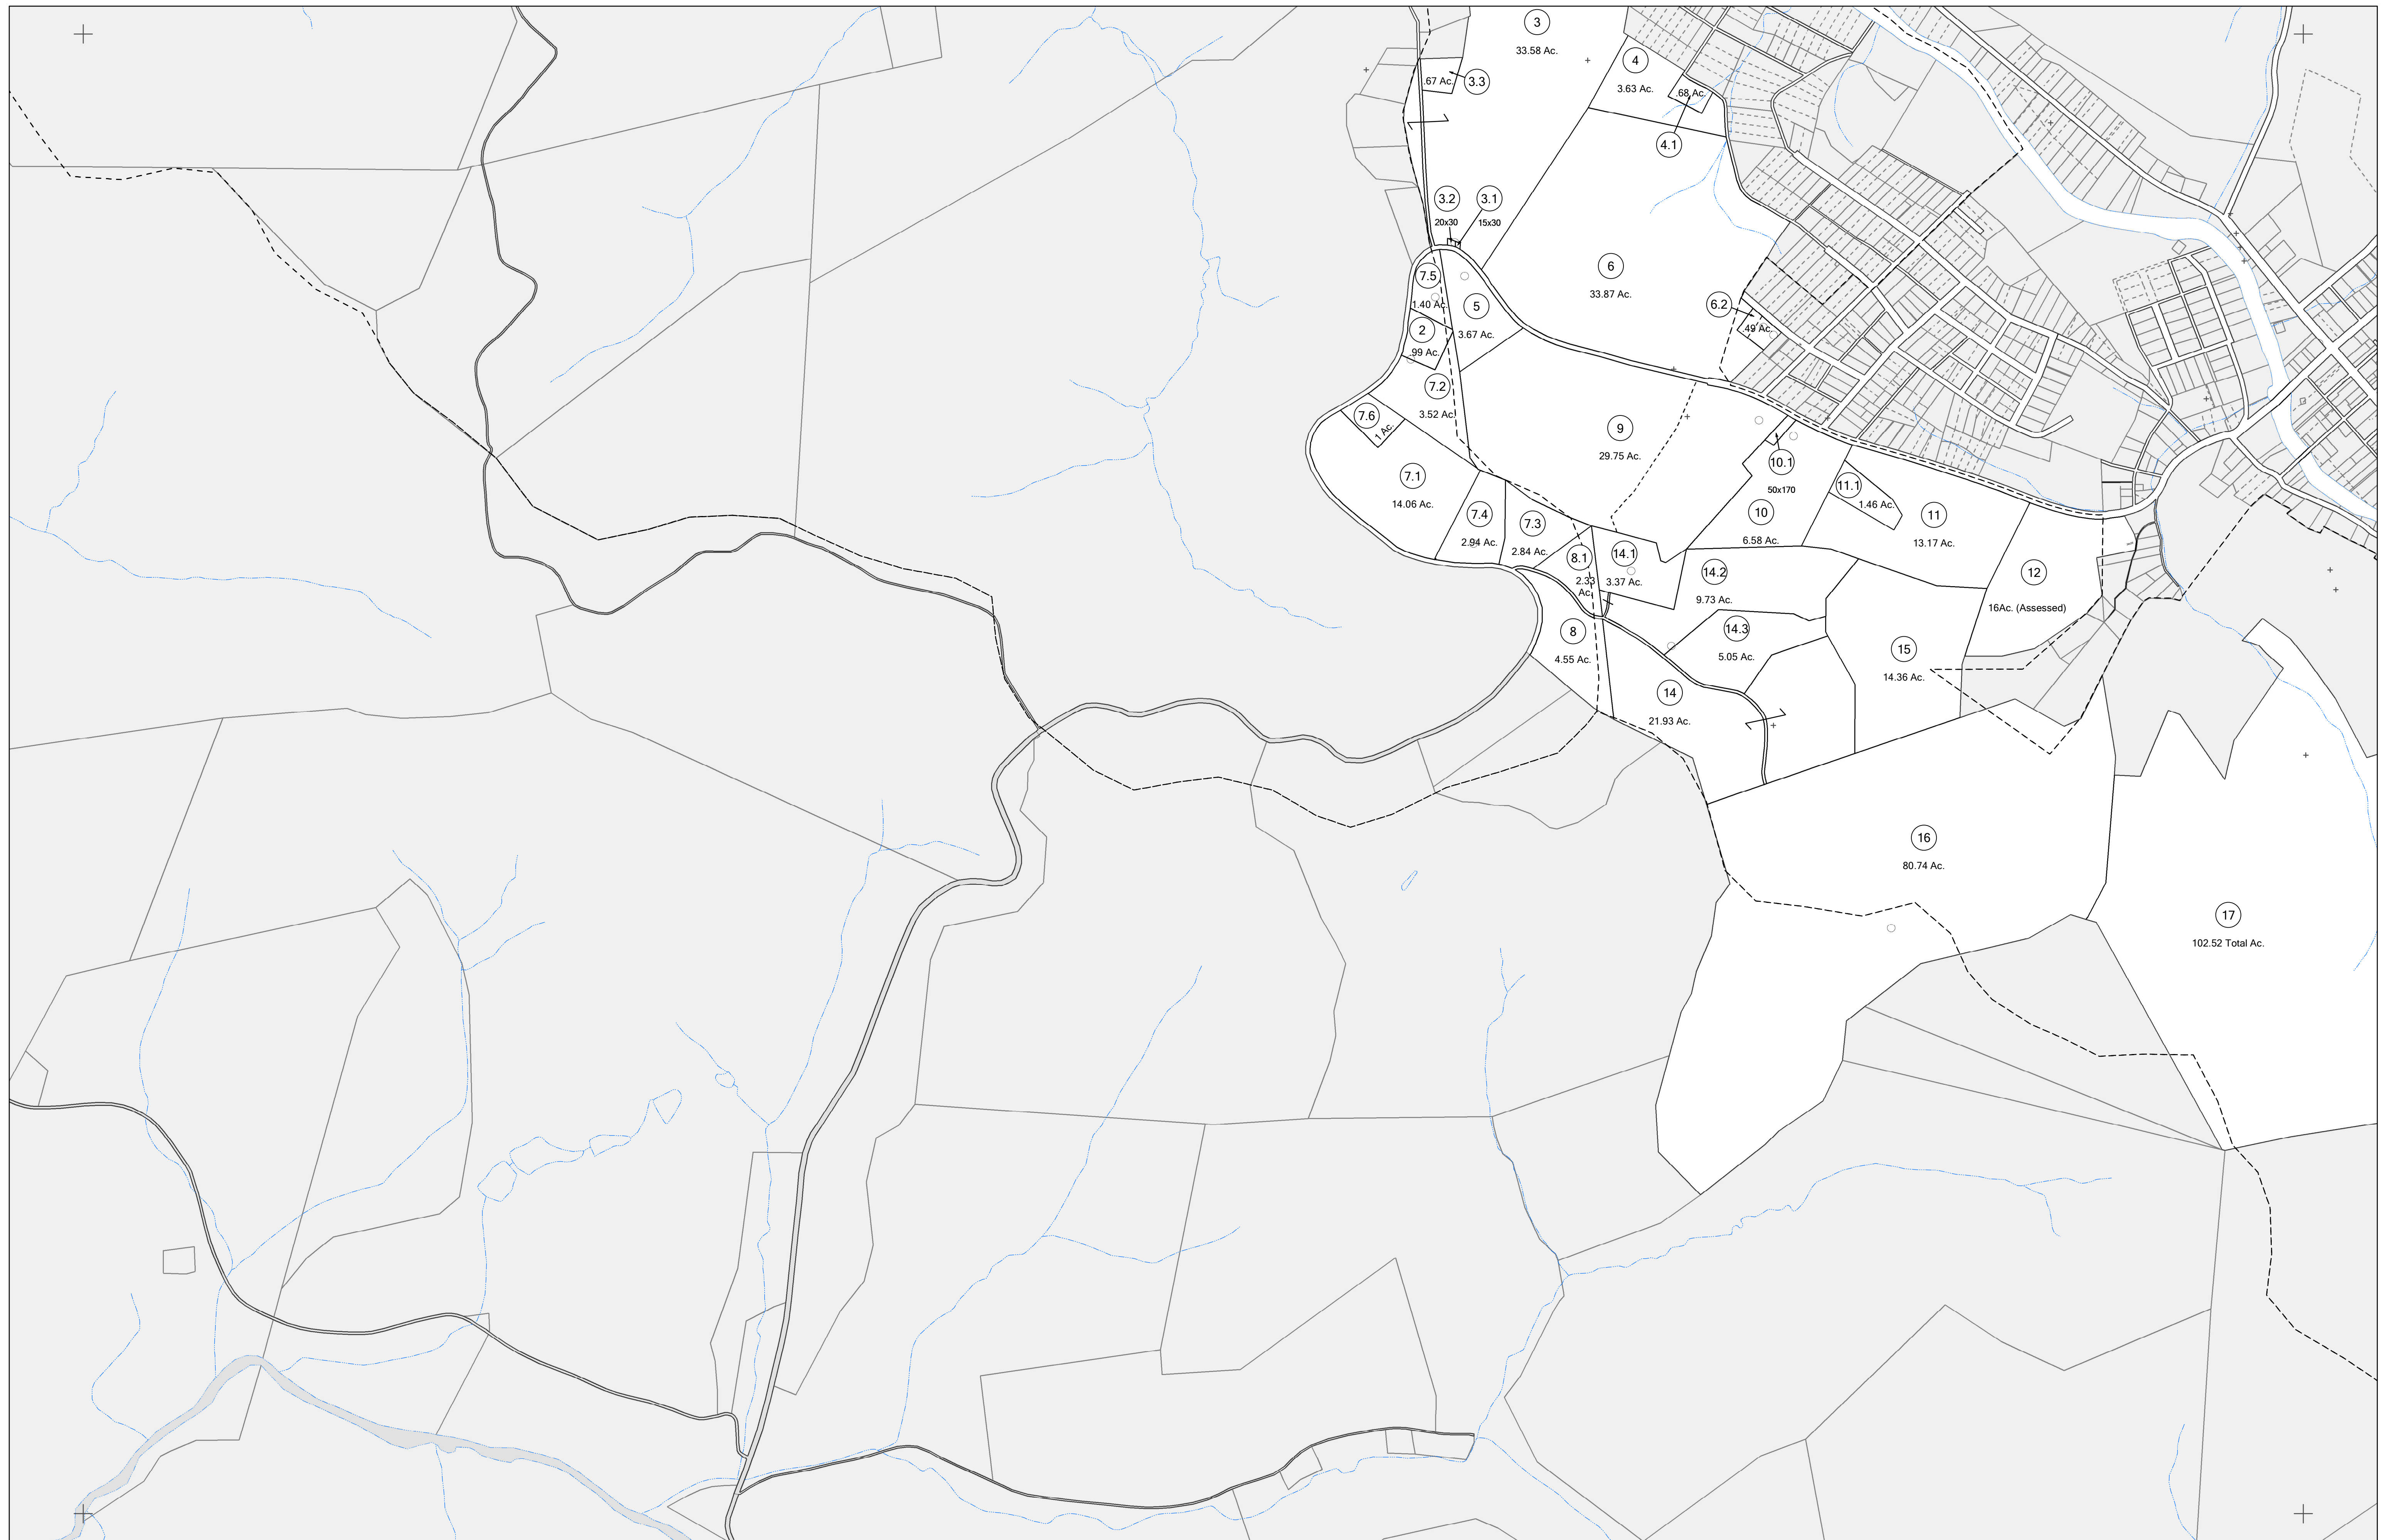 3
33.58 Ac.
4
3.63 Ac.
.67 Ac.
3.3
.68 Ac.
4.1
3.2
20x30
3.1
15x30
6
33.87 Ac.
7.5
1.40 Ac.
5
3.67 Ac.
6.2
.49 Ac.
2
.99 Ac.
7.2
3.52 Ac.
7.6
1 Ac.
9
29.75 Ac.
10.1
50x170
7.1
14.06 Ac.
11.1
1.46 Ac.
7.4
2.94 Ac.
7.3
2.84 Ac.
10
6.58 Ac.
11
13.17 Ac.
8.1
2.33
Ac.
14.1
3.37 Ac.
14.2
9.73 Ac.
12
16Ac. (Assessed)
8
4.55 Ac.
14.3
5.05 Ac.
15
14.36 Ac.
14
21.93 Ac.
16
80.74 Ac.
17
102.52 Total Ac.